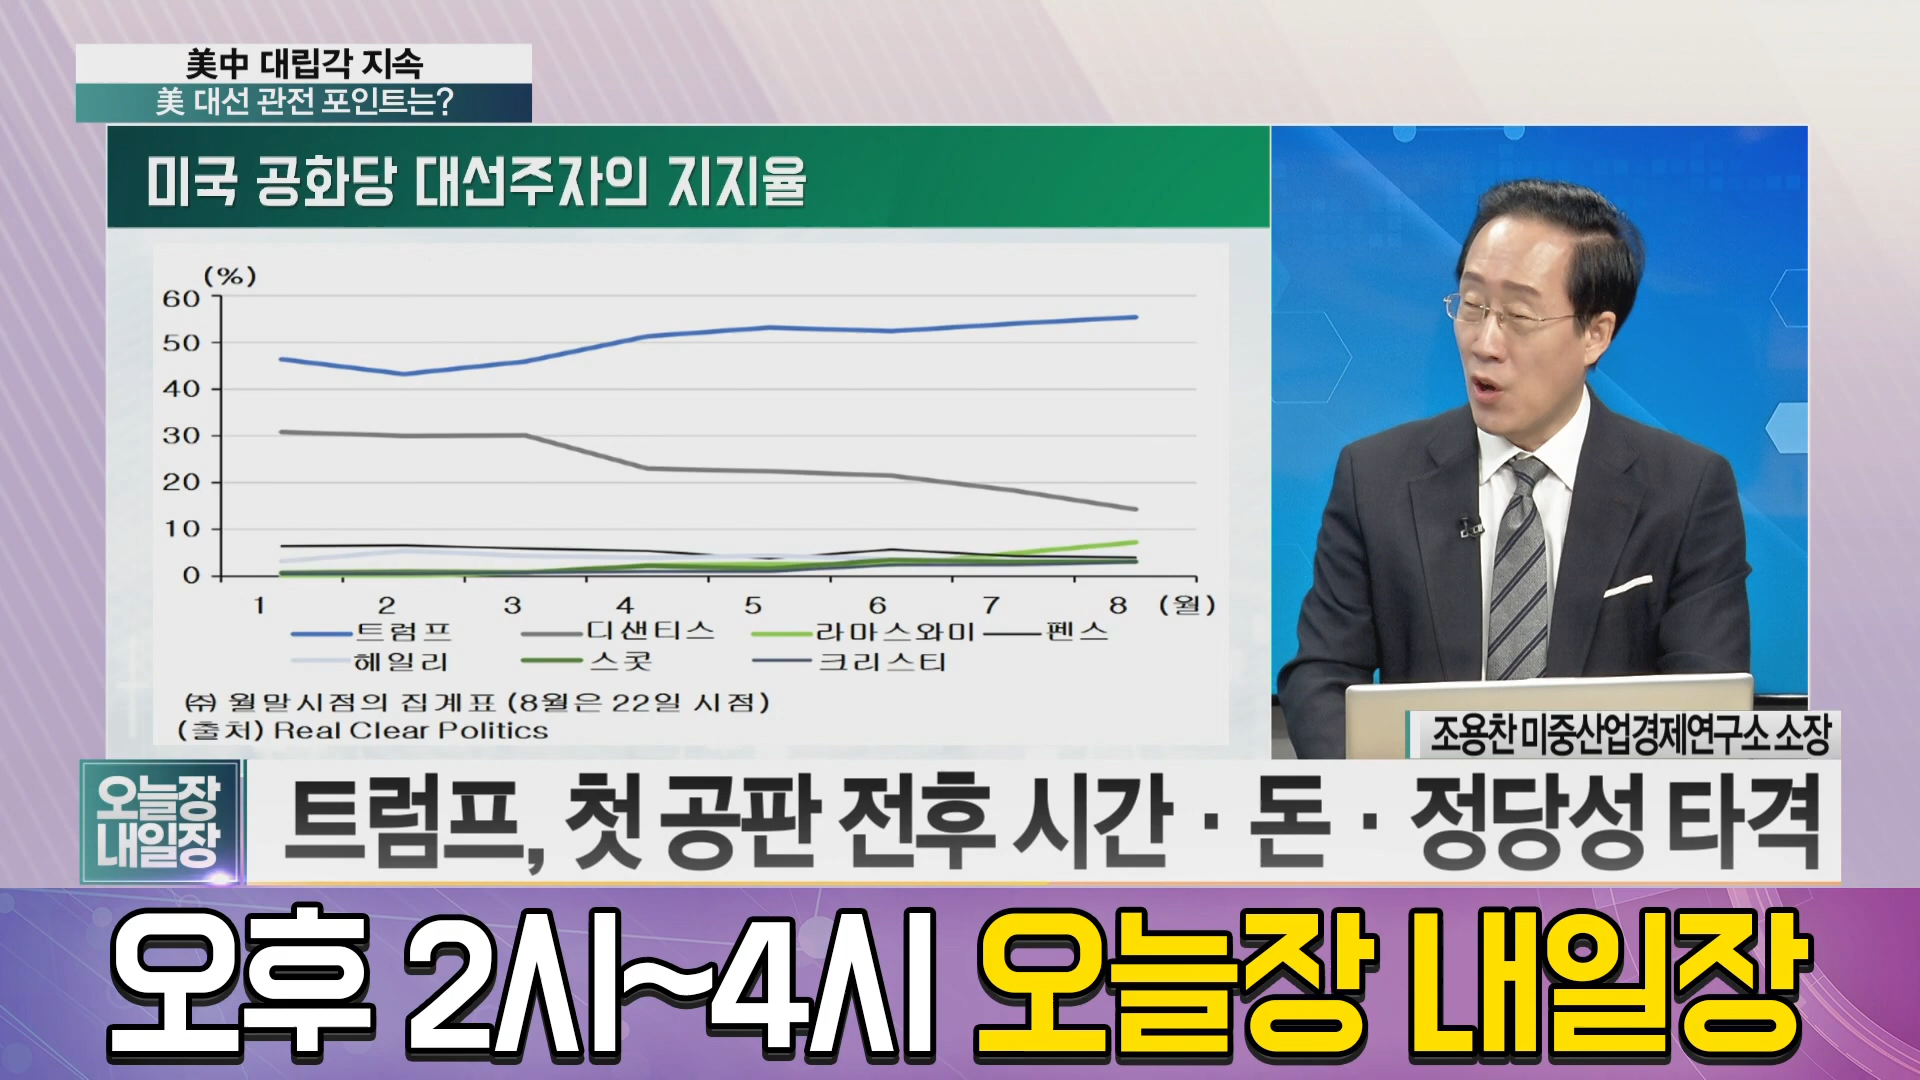 美中 대립각 지속
美 대선 관전 포인트는?
미국 공화당 대선주자의 지지율
(%)
60
50
40
30
20
10
0
1 2 3 4 5 6 7 8 (월)
트럼프 디샌티스 라마스와미 펜스
헤일리 스콧 크리스티
㈜ 월말시점의 집계표 (8월은 22일 시점)
(출처) Real Clear Politics
조용찬 미중산업경제연구소 소장
오늘장
내일장
트럼프, 첫 공판 전후 시간 · 돈 · 정당성 타격
오후 2시~4시 오늘장 내일장